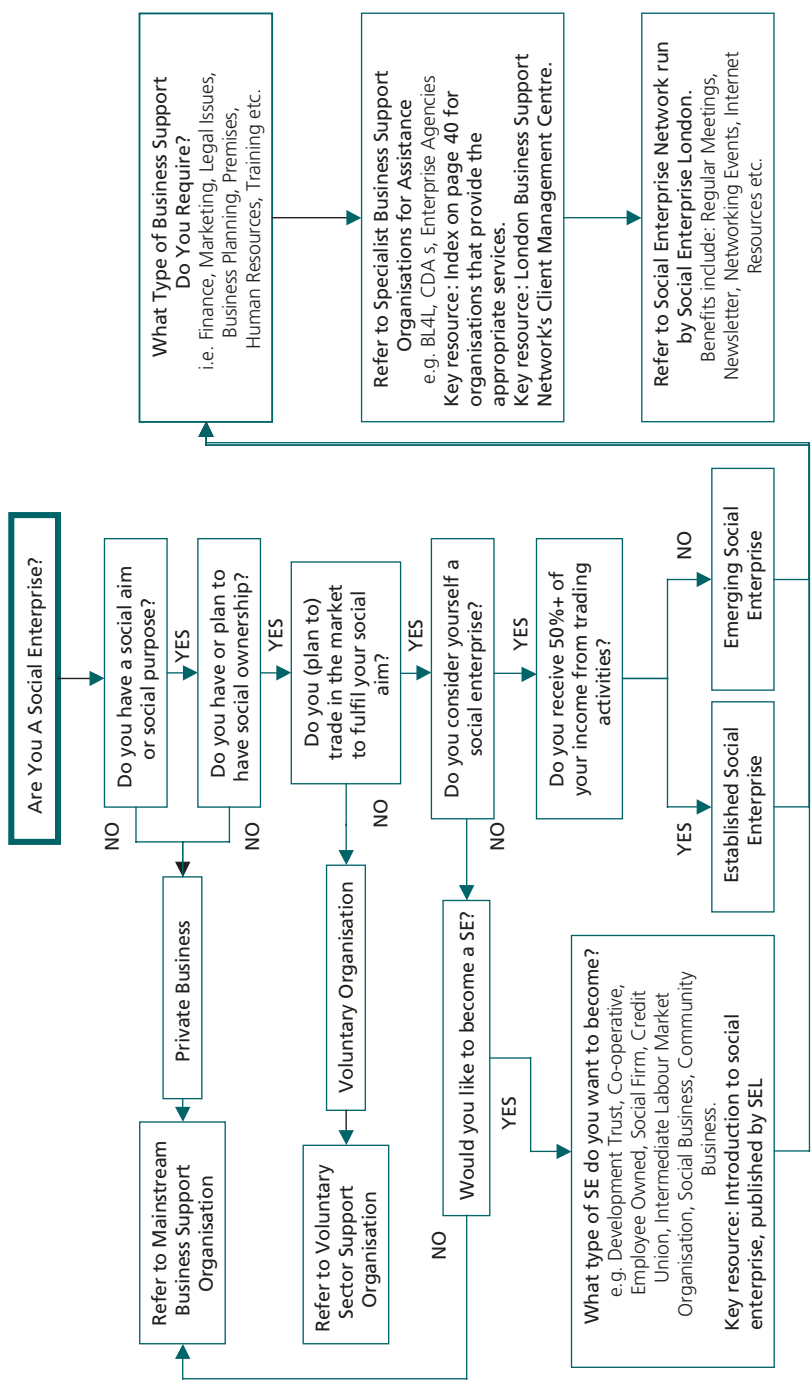 Are You A Social Enterprise?
Do you have a social aim
or social purpose?
NO
YES
Do you have or plan to
have social ownership?
NO
YES
Private Business
Refer to Mainstream
Business Support
Organisation
Do you (plan to)
trade in the market
to fulfil your social
aim?
NO
YES
Voluntary Organisation
Refer to Voluntary
Sector Support
Organisation
Do you consider yourself a
social enterprise?
NO
YES
Would you like to become a SE?
NO
YES
What type of SE do you want to become?
e.g. Development Trust, Co-operative,
Employee Owned, Social Firm, Credit
Union, Intermediate Labour Market
Organisation, Social Business, Community
Business.
Key resource: Introduction to social
enterprise, published by SEL
Do you receive 50%+ of
your income from trading
activities?
YES
NO
Established Social
Enterprise
Emerging Social
Enterprise
What Type of Business Support
Do You Require?
i.e. Finance, Marketing, Legal Issues,
Business Planning, Premises,
Human Resources, Training etc.
Refer to Specialist Business Support
Organisations for Assistance
e.g. BL4L, CDA s, Enterprise Agencies
Key resource: Index on page 40 for
organisations that provide the
appropriate services.
Key resource: London Business Support
Network's Client Management Centre.
Refer to Social Enterprise Network run
by Social Enterprise London.
Benefits include: Regular Meetings,
Newsletter, Networking Events, Internet
Resources etc.